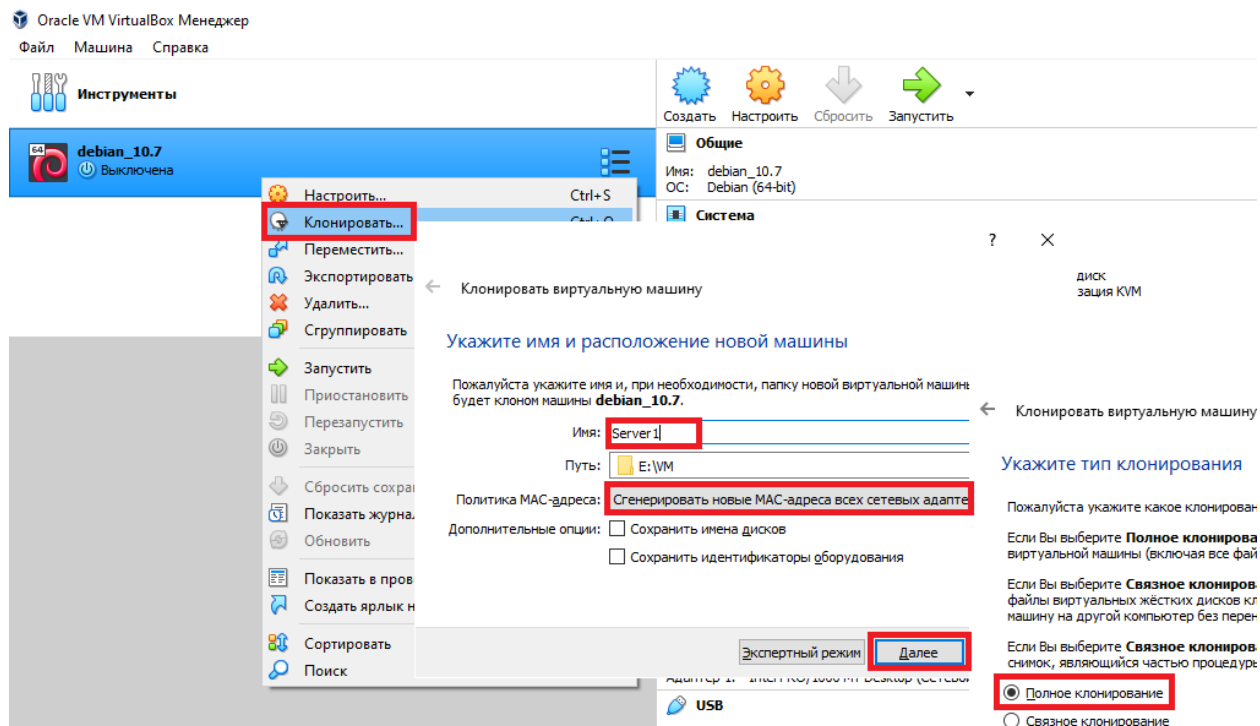 Oracle VM VirtualBox Менеджер
Файл Машина Справка
Инструменты
Создать Настроить Сбросить Запустить
64
debian_10.7
Выключена
Общие
Имя: debian_10.7
ОС: Debian (64-bit)
Система
диск
зация KVM
Настроить... Ctrl+S
Клонировать...
Переместить...
Экспортировать
Удалить...
Сгруппировать
Запустить
Приостановить
Перезапустить
Закрыть
Сбросить сохра
Показать журна
Обновить
Показать в пров
Создать ярлык н
Сортировать
Поиск
?
Клонировать виртуальную машину
Укажите имя и расположение новой машины
Пожалуйста укажите имя и, при необходимости, папку новой виртуальной машин
будет клоном машины debian_10.7.
Имя: Server1
Путь: E:\VM
Политика MAC-адреса: Сгенерировать новые MAC-адреса всех сетевых адапте
Дополнительные опции: Сохранить имена дисков
Сохранить идентификаторы оборудования
Экспертный режим Далее
USB
Клонировать виртуальную машину
Укажите тип клонирования
Пожалуйста укажите какое клонирован
Если Вы выберите Полное клонирова
виртуальной машины (включая все фай
Если Вы выберите Связное клониров
файлы виртуальных жёстких дисков кл
машину на другой компьютер без перен
Если Вы выберите Связное клониров
снимок, являющийся частью процедуры
Полное клонирование
Связное клонирование